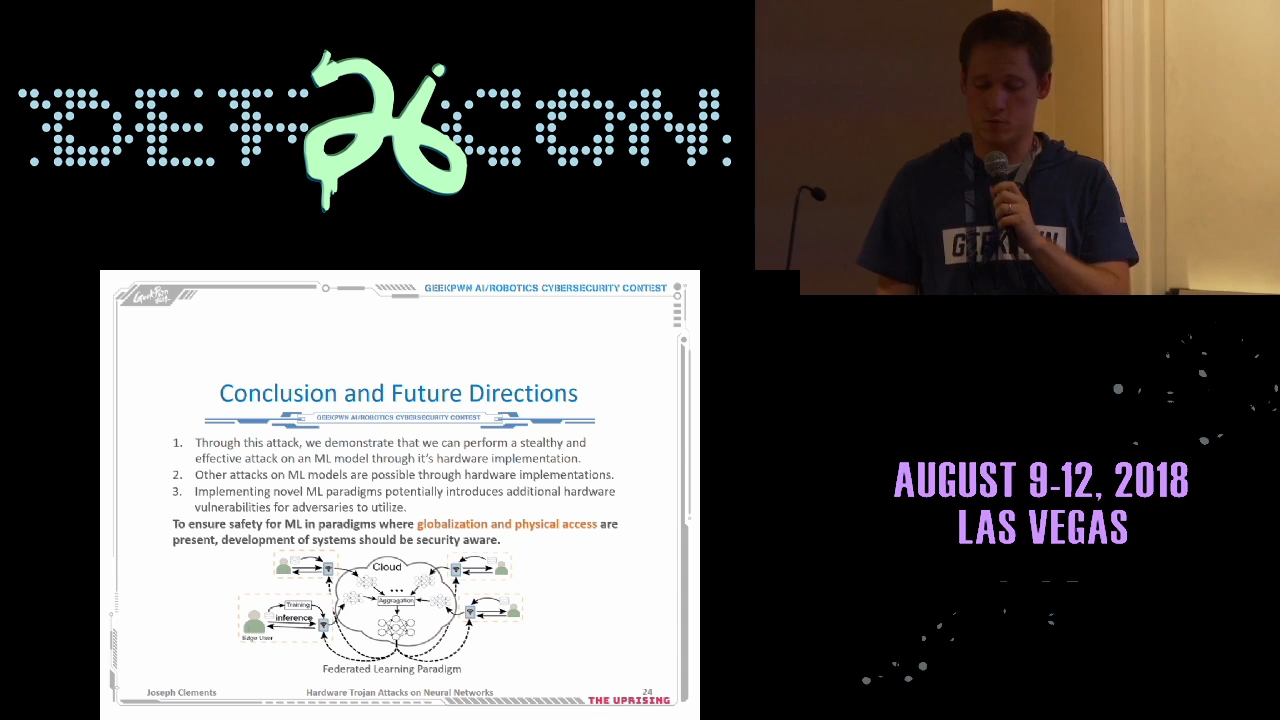 DEF 26 CON
GEEKPWN
GeekPwn
GEEKPWN AI/ROBOTICS CYBERSECURITY CONTEST
Conclusion and Future Directions
GEEKPWN AI/ROBOTICS CYBERSECURITY CONTEST
1. Through this attack, we demonstrate that we can perform a stealthy and
effective attack on an ML model through it's hardware implementation.
2. Other attacks on ML models are possible through hardware implementations.
3. Implementing novel ML paradigms potentially introduces additional hardware
vulnerabilities for adversaries to utilize.
To ensure safety for ML in paradigms where globalization and physical access are
present, development of systems should be security aware.
Cloud
Aggregation
Training
inference
Edge User
Federated Learning Paradigm
Joseph Clements Hardware Trojan Attacks on Neural Networks 24
THE UPRISING
AUGUST 9-12, 2018
LAS VEGAS